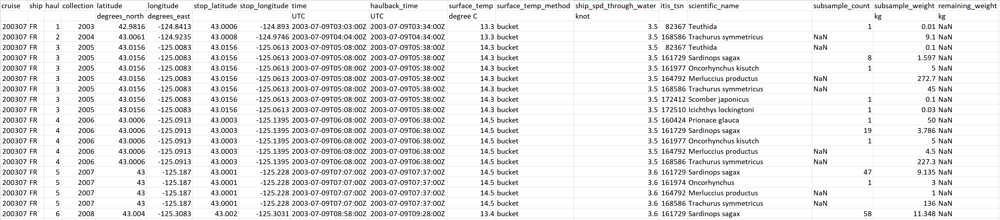 cruise ship haul collection latitude longitude stop_latitude stop_longitude time haulback_time surface_temp surface_temp_method ship_spd_through_water itis_tsn scientific_name subsample_count subsample_weight remaining_weight
degrees_north degrees_east UTC UTC degree C knot kg kg
200307 FR 1 2003 42.9816 -124.8413 43.0006 -124.893 2003-07-09T03:03:00Z 2003-07-09T03:34:00Z 13.3 bucket 3.5 82367 Teuthida 1 0.01 NaN
200307 FR 2 2004 43.0061 -124.9235 43.0008 -124.9746 2003-07-09T04:04:00Z 2003-07-09T04:34:00Z 13.3 bucket 3.5 168586 Trachurus symmetricus NaN 9.1 NaN
200307 FR 3 2005 43.0156 -125.0083 43.0156 -125.0613 2003-07-09T05:08:00Z 2003-07-09T05:38:00Z 14.3 bucket 3.5 82367 Teuthida NaN 0.1 NaN
200307 FR 3 2005 43.0156 -125.0083 43.0156 -125.0613 2003-07-09T05:08:00Z 2003-07-09T05:38:00Z 14.3 bucket 3.5 161729 Sardinops sagax 8 1.597 NaN
200307 FR 3 2005 43.0156 -125.0083 43.0156 -125.0613 2003-07-09T05:08:00Z 2003-07-09T05:38:00Z 14.3 bucket 3.5 161977 Oncorhynchus kisutch 1 5 NaN
200307 FR 3 2005 43.0156 -125.0083 43.0156 -125.0613 2003-07-09T05:08:00Z 2003-07-09T05:38:00Z 14.3 bucket 3.5 164792 Merluccius productus NaN 272.7 NaN
200307 FR 3 2005 43.0156 -125.0083 43.0156 -125.0613 2003-07-09T05:08:00Z 2003-07-09T05:38:00Z 14.3 bucket 3.5 168586 Trachurus symmetricus NaN 45 NaN
200307 FR 3 2005 43.0156 -125.0083 43.0156 -125.0613 2003-07-09T05:08:00Z 2003-07-09T05:38:00Z 14.3 bucket 3.5 172412 Scomber japonicus 1 0.1 NaN
200307 FR 3 2005 43.0156 -125.0083 43.0156 -125.0613 2003-07-09T05:08:00Z 2003-07-09T05:38:00Z 14.3 bucket 3.5 172510 Icichthys lockingtoni 1 0.03 NaN
200307 FR 4 2006 43.0006 -125.0913 43.0003 -125.1395 2003-07-09T06:08:00Z 2003-07-09T06:38:00Z 14.5 bucket 3.5 160424 Prionace glauca 1 50 NaN
200307 FR 4 2006 43.0006 -125.0913 43.0003 -125.1395 2003-07-09T06:08:00Z 2003-07-09T06:38:00Z 14.5 bucket 3.5 161729 Sardinops sagax 19 3.786 NaN
200307 FR 4 2006 43.0006 -125.0913 43.0003 -125.1395 2003-07-09T06:08:00Z 2003-07-09T06:38:00Z 14.5 bucket 3.5 161977 Oncorhynchus kisutch 1 5 NaN
200307 FR 4 2006 43.0006 -125.0913 43.0003 -125.1395 2003-07-09T06:08:00Z 2003-07-09T06:38:00Z 14.5 bucket 3.5 164792 Merluccius productus NaN 4.5 NaN
200307 FR 4 2006 43.0006 -125.0913 43.0003 -125.1395 2003-07-09T06:08:00Z 2003-07-09T06:38:00Z 14.5 bucket 3.5 168586 Trachurus symmetricus NaN 227.3 NaN
200307 FR 5 2007 43 -125.187 43.0001 -125.228 2003-07-09T07:07:00Z 2003-07-09T07:37:00Z 14.5 bucket 3.6 161729 Sardinops sagax 47 9.135 NaN
200307 FR 5 2007 43 -125.187 43.0001 -125.228 2003-07-09T07:07:00Z 2003-07-09T07:37:00Z 14.5 bucket 3.6 161974 Oncorhynchus 1 3 NaN
200307 FR 5 2007 43 -125.187 43.0001 -125.228 2003-07-09T07:07:00Z 2003-07-09T07:37:00Z 14.5 bucket 3.6 164792 Merluccius productus NaN 1 NaN
200307 FR 5 2007 43 -125.187 43.0001 -125.228 2003-07-09T07:07:00Z 2003-07-09T07:37:00Z 14.5 bucket 3.6 168586 Trachurus symmetricus NaN 136 NaN
200307 FR 6 2008 43.004 -125.3083 43.002 -125.3031 2003-07-09T08:58:00Z 2003-07-09T09:28:00Z 13.4 bucket 3.6 161729 Sardinops sagax 58 11.348 NaN